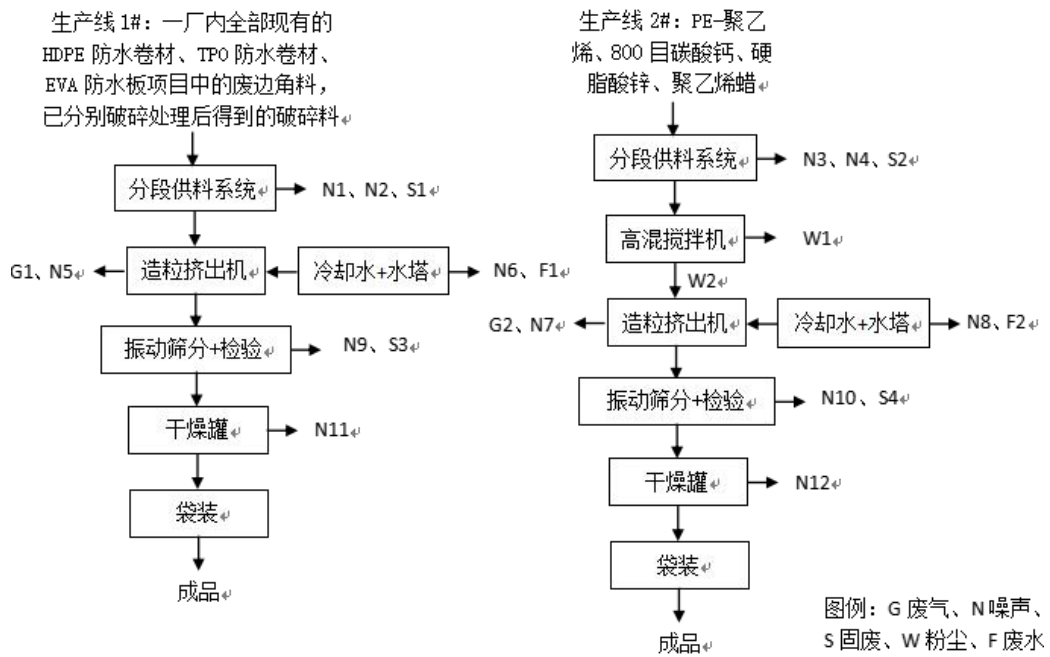 生产线 1#：一厂内全部现有的
HDPE 防水卷材、TPO 防水卷材、
EVA 防水板项目中的废边角料，
已分别破碎处理后得到的破碎料↵
分段供料系统↵
N1、N2、S1↵
G1、N5↵
造粒挤出机↵
冷却水+水塔↵
N6、F1↵
振动筛分+检验↵
N9、S3↵
干燥罐↵
N11↵
袋装↵
成品↵
生产线 2#：PE-聚乙
烯、800 目碳酸钙、硬
脂酸锌、聚乙烯蜡↵
分段供料系统↵
N3、N4、S2↵
高混搅拌机↵
W1↵
W2↵
G2、N7↵
造粒挤出机↵
冷却水+水塔↵
N8、F2↵
振动筛分+检验↵
N10、S4↵
干燥罐↵
N12↵
袋装↵
成品↵
图例：G 废气、N 噪声、
S 固废、W 粉尘、F 废水